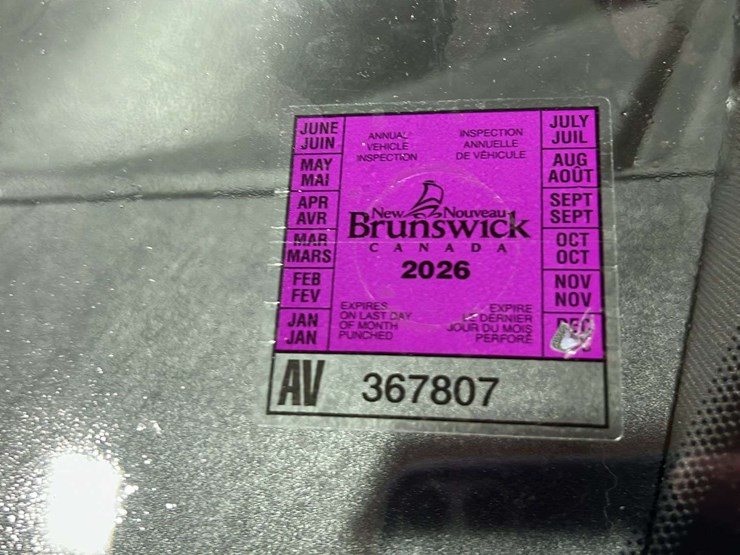 JUNE
JUIN
MAY
MAI
APR
AVR
MAR
MARS
FEB
FEV
JAN
JAN
ANNUAL
VEHICLE
INSPECTION
INSPECTION
ANNUELLE
DE VÉHICULE
New Nouveau
Brunswick
CANADA
2026
EXPIRES
ON LAST DAY
OF MONTH
PUNCHED
EXPIRE
LE DERNIER
JOUR DU MOIS
PERFORÉ
JULY
JUIL
AUG
AOÛT
SEPT
SEPT
OCT
OCT
NOV
NOV
DEC
AV 367807